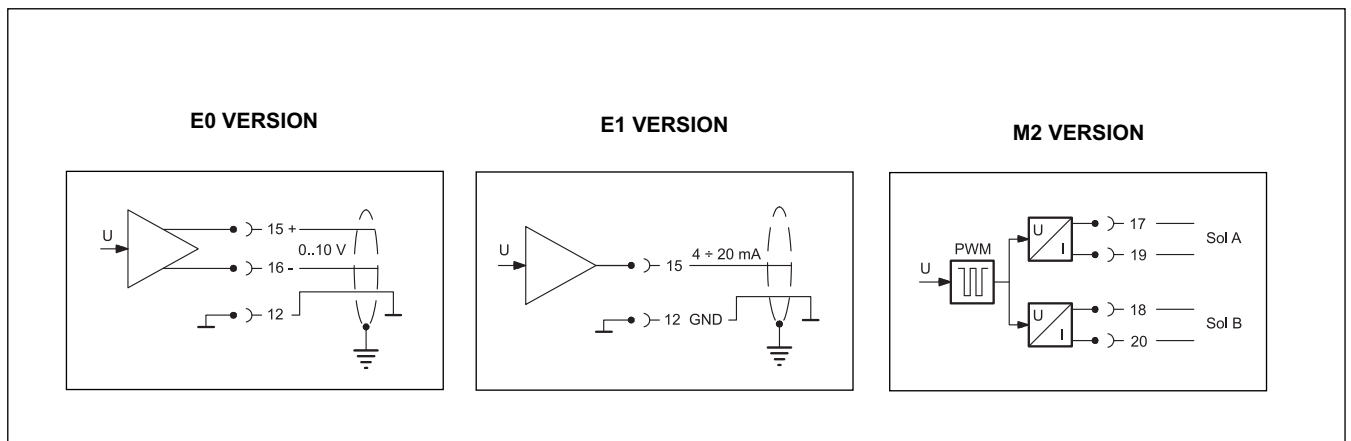 E0 VERSION
U
15 +
0..10 V
16 -
12
E1 VERSION
U
15
4 ÷ 20 mA
12 GND
M2 VERSION
U
PWM
U
I
17
19
Sol A
U
I
18
20
Sol B